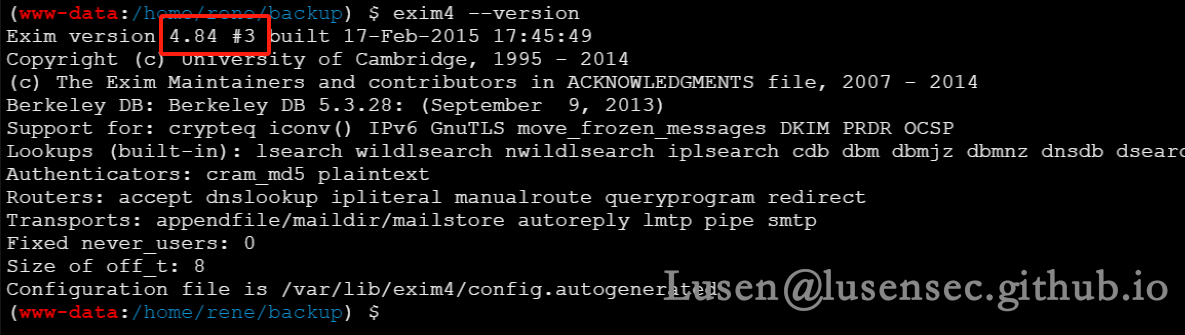 (www-data:/home/rene/backup) $ exim4 --version
Exim version 4.84 #3 built 17-Feb-2015 17:45:49
Copyright (c) University of Cambridge, 1995 - 2014
(c) The Exim Maintainers and contributors in ACKNOWLEDGMENTS file, 2007 - 2014
Berkeley DB: Berkeley DB 5.3.28: (September  9, 2013)
Support for: crypteq iconv() IPv6 GnuTLS move_frozen_messages DKIM PRDR OCSP
Lookups (built-in): lsearch wildlsearch nwildlsearch iplsearch cdb dbm dbmjz dbmnz dnsdb dsearc
Authenticators: cram_md5 plaintext
Routers: accept dnslookup ipliteral manualroute queryprogram redirect
Transports: appendfile/maildir/mailstore autoreply lmtp pipe smtp
Fixed never_users: 0
Size of off_t: 8
Configuration file is /var/lib/exim4/config.autogenerated
Lusen@lusensec.github.io
(www-data:/home/rene/backup) $